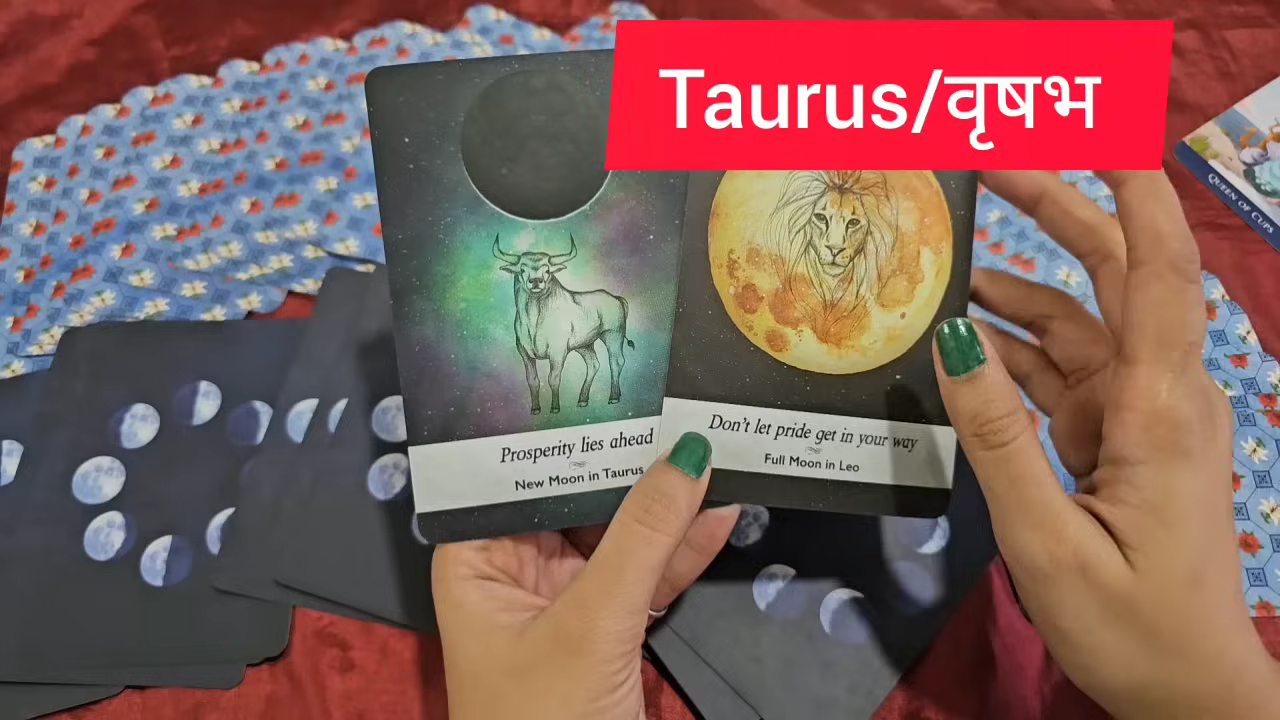 Taurus/वृषभ
Prosperity lies ahead
New Moon in Taurus
Don't let pride get in your way
Full Moon in Leo
QUEEN OF CUPS